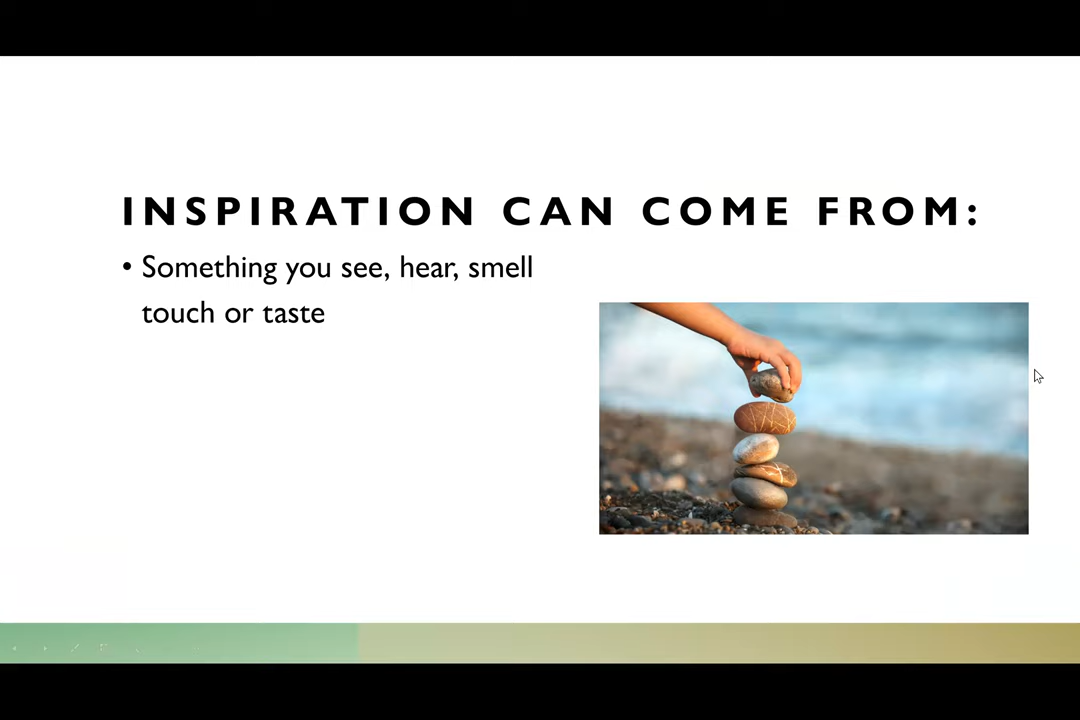 INSPIRATION CAN COME FROM:
• Something you see, hear, smell
touch or taste